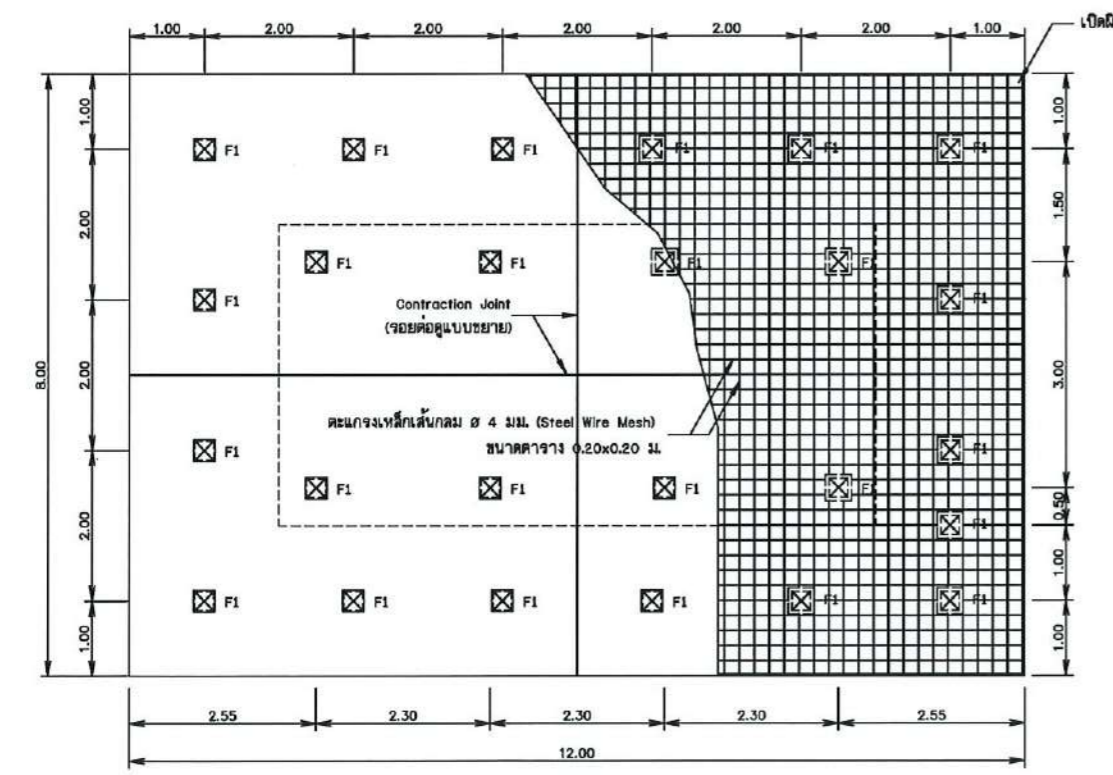 1.00 2.00 2.00 2.00 2.00 2.00 1.00
เปิดผิ
1.00
1.00
F1 F1 F1 F1 F1 F1
2.00
1.50
F1 F1 F1 F1
F1 F1
Contraction Joint
(รอยต่อดูแบบขยาย)
8.00
2.00
3.00
ตะแกรงเหล็กเส้นกลม ø 4 มม. (Steel Wire Mesh)
ขนาดตาราง 0.20x0.20 ม.
F1 F1
F1 F1 F1 F1
0.50
2.00
F1
1.00
F1 F1 F1 F1 F1 F1
1.00
1.00
2.55 2.30 2.30 2.30 2.55
12.00